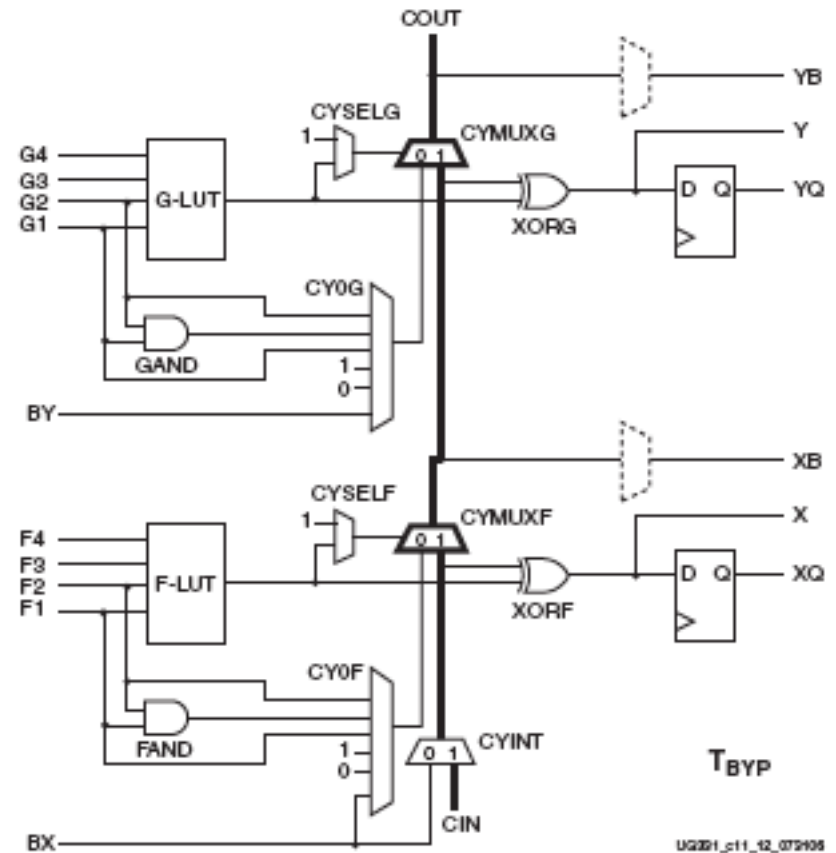 COUT
YB
CYSELG
1
CYMUXG
Y
0 1
G4
G3
G2
G1
G-LUT
D Q
YQ
XORG
CY0G
GAND
1
0
BY
XB
CYSELF
1
CYMUXF
X
0 1
F4
F3
F2
F1
F-LUT
D Q
XQ
XORF
CY0F
FAND
1
0
0 1
CYINT
TBYP
CIN
BX